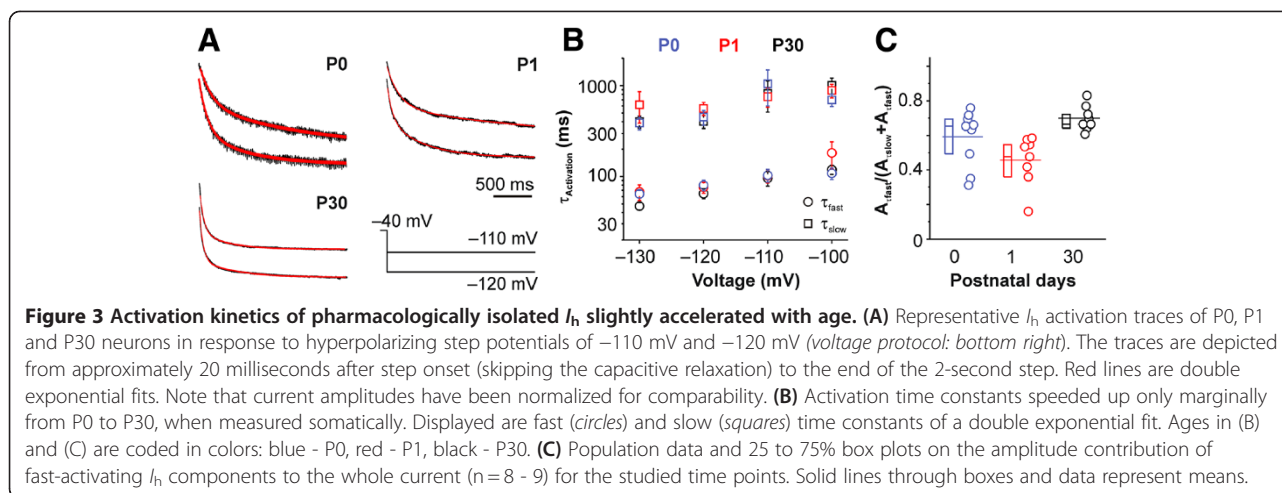 A
P0
P1
P30
500 ms
−40 mV
−110 mV
−120 mV
B
P0 P1 P30
1000
300
100
30
τActivation (ms)
τfast
τslow
−130 −120 −110 −100
Voltage (mV)
C
0.8
0.4
0
Aτfast/(Aτslow+Aτfast)
0 1 30
Postnatal days
Figure 3 Activation kinetics of pharmacologically isolated Ih slightly accelerated with age. (A) Representative Ih activation traces of P0, P1
and P30 neurons in response to hyperpolarizing step potentials of −110 mV and −120 mV (voltage protocol: bottom right). The traces are depicted
from approximately 20 milliseconds after step onset (skipping the capacitive relaxation) to the end of the 2-second step. Red lines are double
exponential fits. Note that current amplitudes have been normalized for comparability. (B) Activation time constants speeded up only marginally
from P0 to P30, when measured somatically. Displayed are fast (circles) and slow (squares) time constants of a double exponential fit. Ages in (B)
and (C) are coded in colors: blue - P0, red - P1, black - P30. (C) Population data and 25 to 75% box plots on the amplitude contribution of
fast-activating Ih components to the whole current (n = 8 - 9) for the studied time points. Solid lines through boxes and data represent means.